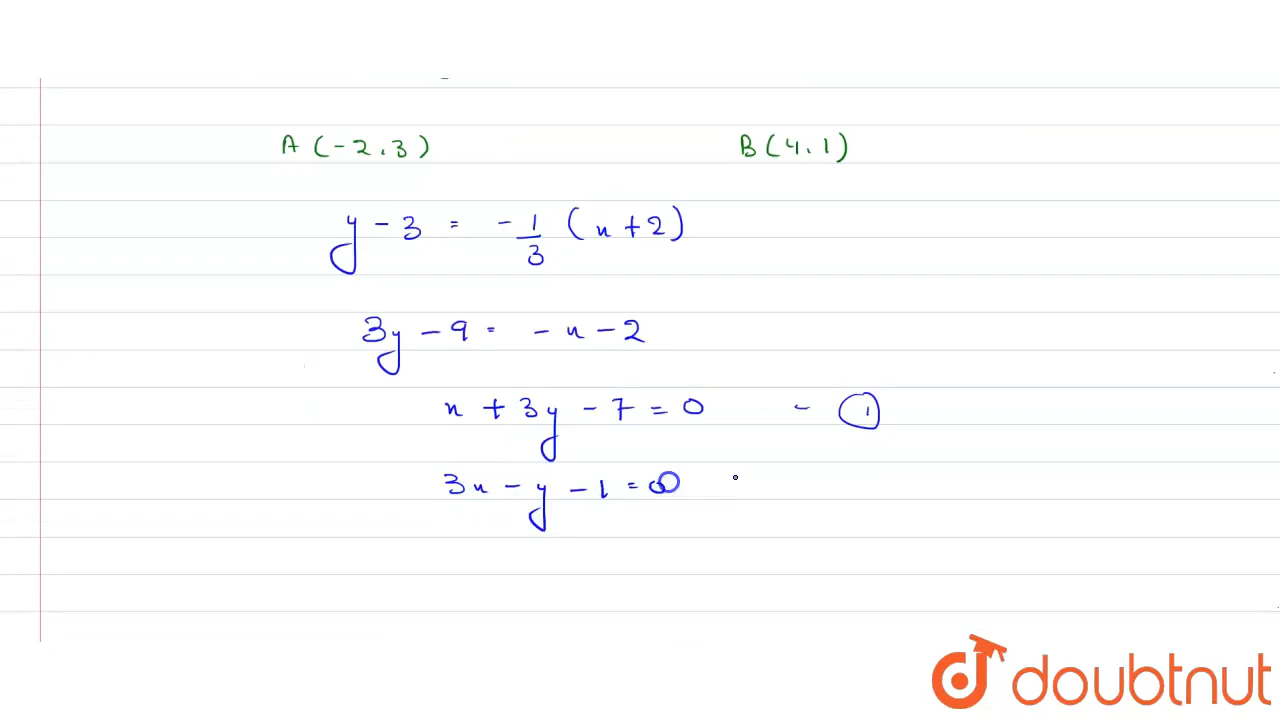 A (-2, 3) B (4, 1)
y - 3 = -1/3 (x + 2)
3y - 9 = -x - 2
x + 3y - 7 = 0 - ①
3x - y - 1 = 0
doubtnut